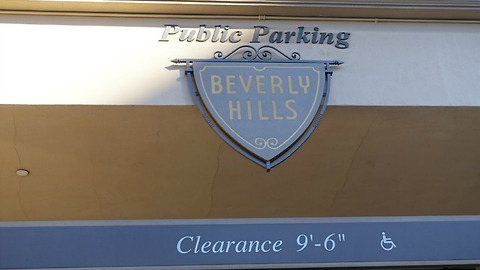 Public Parking
BEVERLY
HILLS
Clearance 9'-6"